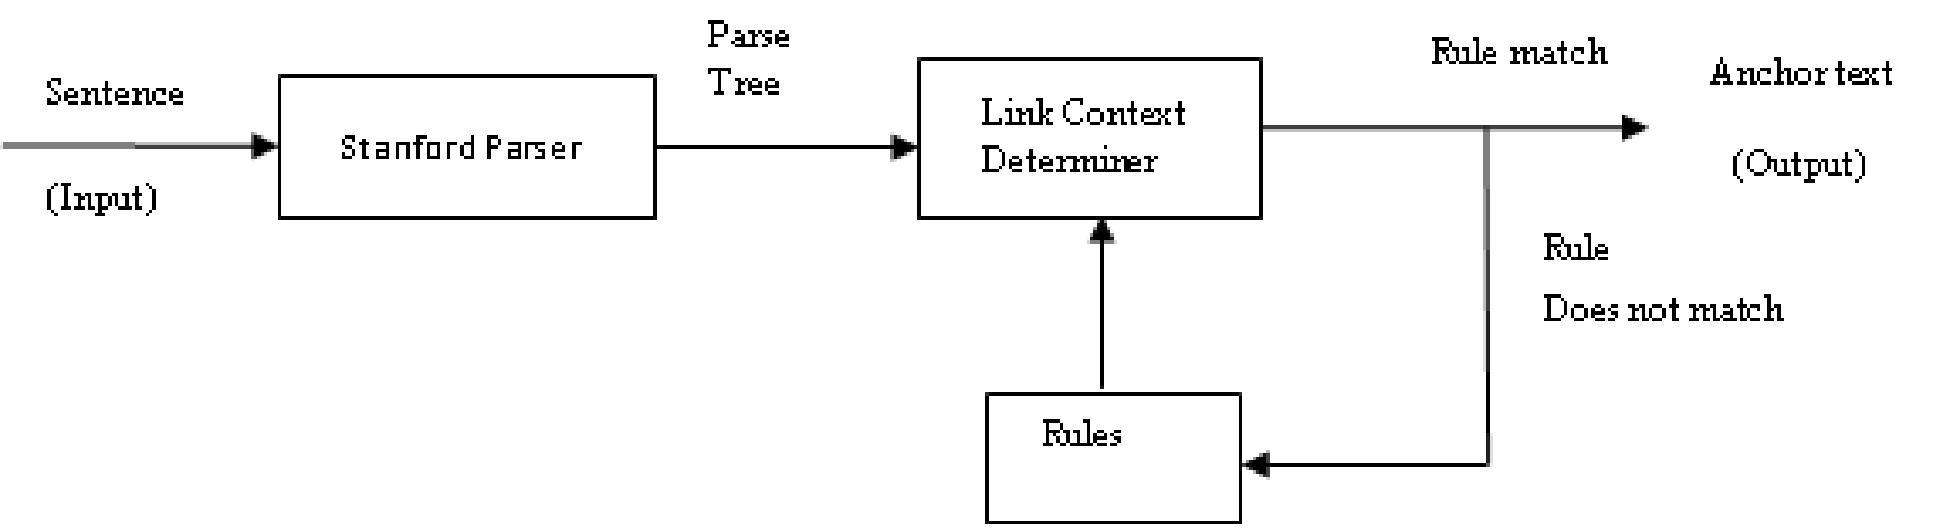 Sentence
(Input)
Stanford Parser
Parse
Tree
Link Context
Determiner
Rule match
Anchor text
(Output)
Rule
Does not match
Rules